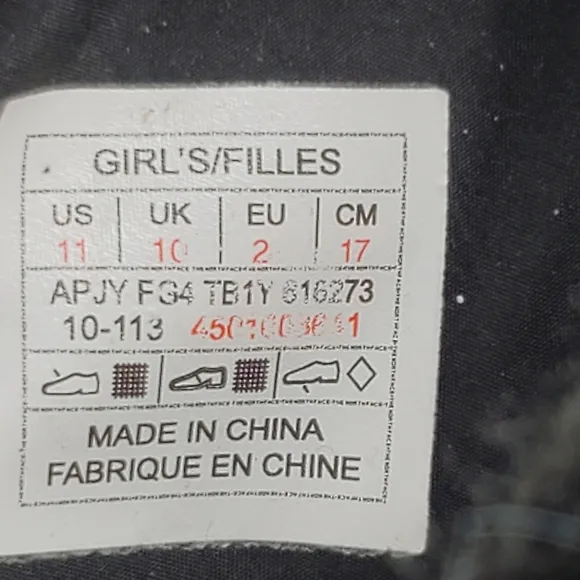 GIRL'S/FILLES
US UK EU CM
11 10 2 17
APJY FG4 TB1Y 616273
10-113
MADE IN CHINA
FABRIQUE EN CHINE